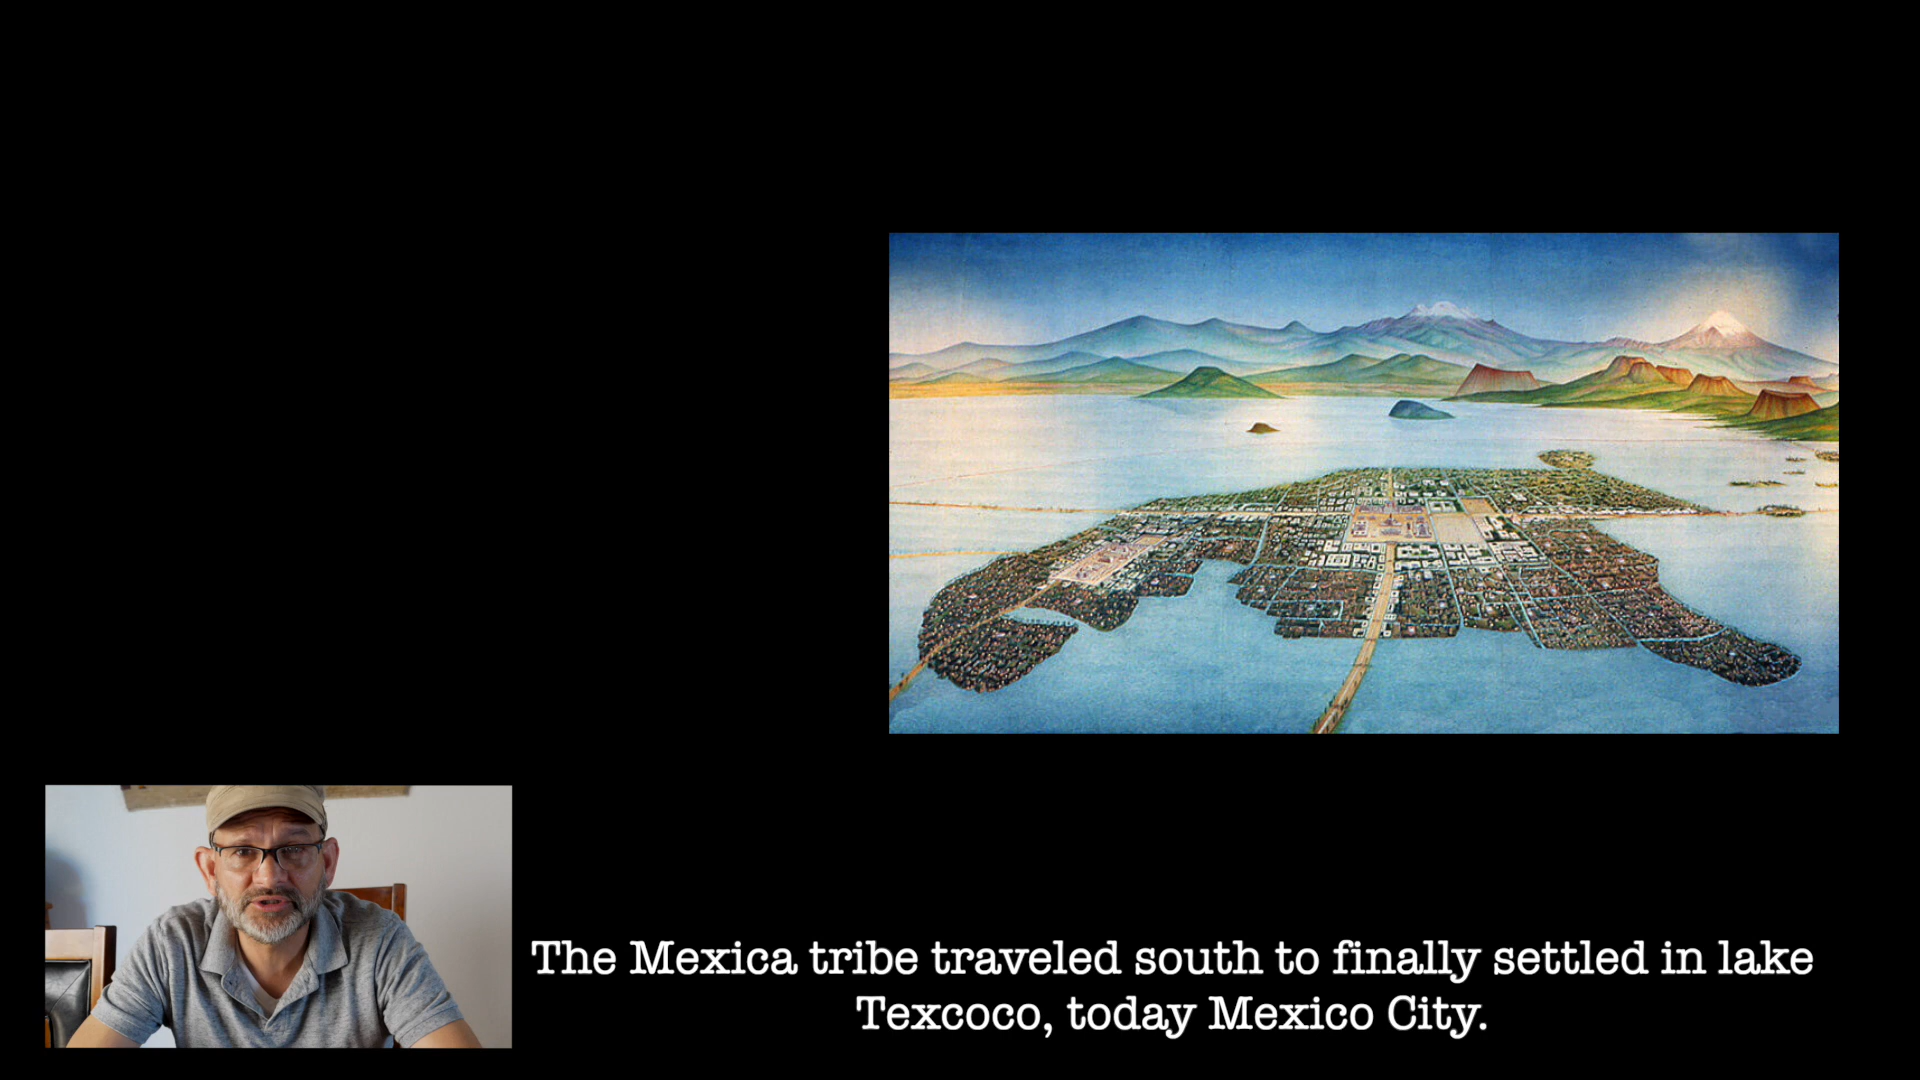 The Mexica tribe traveled south to finally settled in lake
Texcoco, today Mexico City.